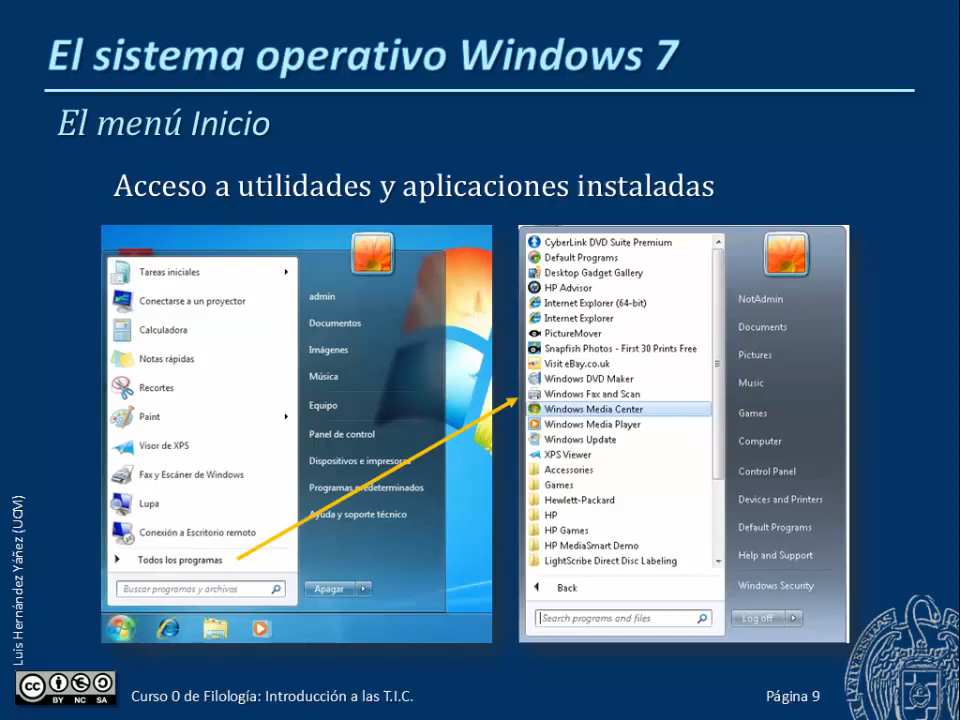 El sistema operativo Windows 7
El menú Inicio
Acceso a utilidades y aplicaciones instaladas
Tareas iniciales
Conectarse a un proyector
Calculadora
Notas rápidas
Recortes
Paint
Visor de XPS
Fax y Escáner de Windows
Lupa
Conexión a Escritorio remoto
Todos los programas
Buscar programas y archivos
admin
Documentos
Imágenes
Música
Equipo
Panel de control
Dispositivos e impresoras
Programas predeterminados
Ayuda y soporte técnico
Apagar
CyberLink DVD Suite Premium
Default Programs
Desktop Gadget Gallery
HP Advisor
Internet Explorer (64-bit)
Internet Explorer
PictureMover
Snapfish Photos - First 30 Prints Free
Visit eBay.co.uk
Windows DVD Maker
Windows Fax and Scan
Windows Media Center
Windows Media Player
Windows Update
XPS Viewer
Accessories
Games
Hewlett-Packard
HP
HP Games
HP MediaSmart Demo
LightScribe Direct Disc Labeling
Back
Search programs and files
NotAdmin
Documents
Pictures
Music
Games
Computer
Control Panel
Devices and Printers
Default Programs
Help and Support
Windows Security
Log off
Luis Hernández Yáñez (UCM)
cc
BY NC SA
Curso 0 de Filología: Introducción a las T.I.C.
Página 9